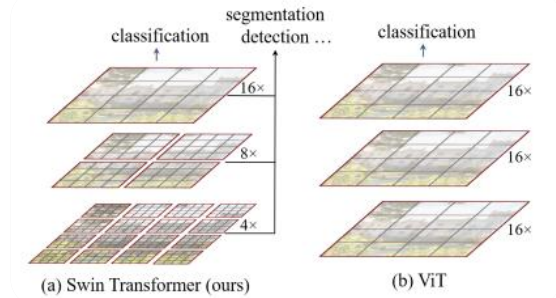 segmentation
classification
detection ...
classification
16×
8×
4×
16×
16×
16×
(a) Swin Transformer (ours)
(b) ViT